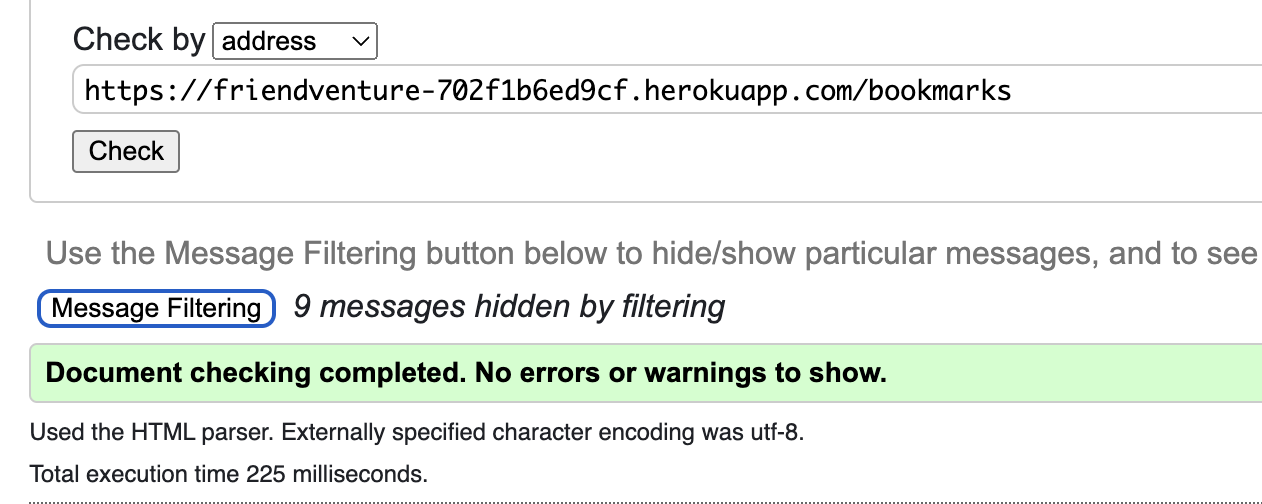 Check by address
https://friendventure-702f1b6ed9cf.herokuapp.com/bookmarks
Check
Use the Message Filtering button below to hide/show particular messages, and to see
Message Filtering 9 messages hidden by filtering
Document checking completed. No errors or warnings to show.
Used the HTML parser. Externally specified character encoding was utf-8.
Total execution time 225 milliseconds.